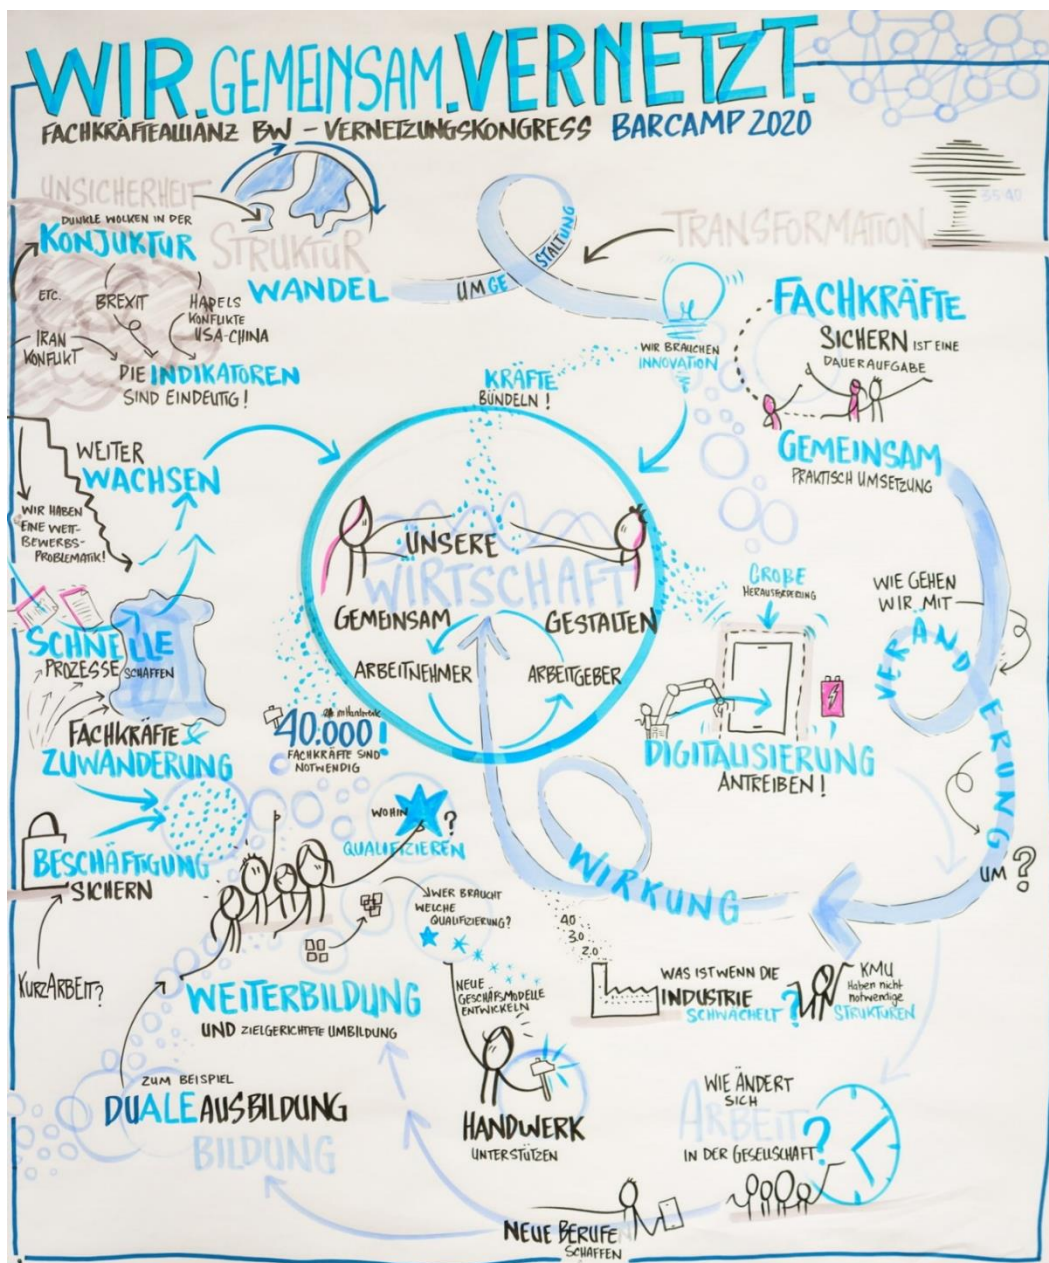 WIR.GEMEINSAM.VERNETZT.
FACHKRÄFTEALLIANZ BW – VERNETZUNGSKONGRESS BARCAMP 2020
UNSICHERHEIT
DUNKLE WOLKEN IN DER
KONJUKTUR
ETC.
BREXIT
HADELS
KONFLIKTE
USA-CHINA
IRAN
KONFLIKT
DIE INDIKATOREN
SIND EINDEUTIG!
STRUKTUR
WANDEL
UMGESTALTUNG
TRANSFORMATION
35:40
WIR BRAUCHEN
INNOVATION
KRÄFTE
BÜNDELN!
FACHKRÄFTE
SICHERN IST EINE
DAUERAUFGABE
GEMEINSAM
PRAKTISCH UMSETZUNG
WEITER
WACHSEN
WIR HABEN
EINE WETT-
BEWERBS-
PROBLEMATIK!
UNSERE
WIRTSCHAFT
GEMEINSAM
GESTALTEN
ARBEITNEHMER
ARBEITGEBER
GROßE
HERAUSFORDERUNG
DIGITALISIERUNG
ANTREIBEN!
WIE GEHEN
WIR MIT
VERÄNDERUNG
UM?
SCHNELLE
PROZESSE SCHAFFEN
FACHKRÄFTE &
ZUWANDERUNG
im Handwerk
40.000!
FACHKRÄFTE SIND
NOTWENDIG
BESCHÄFTIGUNG
SICHERN
KURZARBEIT?
WOHIN
?
QUALIFIZIEREN
WER BRAUCHT
WELCHE
QUALIFIZIERUNG?
WIRKUNG
4.0
3.0
2.0
WAS IST WENN DIE
INDUSTRIE
SCHWÄCHELT?
KMU
Haben nicht
notwendige
STRUKTUREN
WEITERBILDUNG
UND ZIELGERICHTETE UMBILDUNG
NEUE
GESCHÄFSMODELLE
ENTWICKELN
HANDWERK
UNTERSTÜTZEN
ZUM BEISPIEL
DUALE AUSBILDUNG
BILDUNG
WIE ÄNDERT
SICH
ARBEIT
IN DER GESELLSCHAFT?
NEUE BERUFE
SCHAFFEN